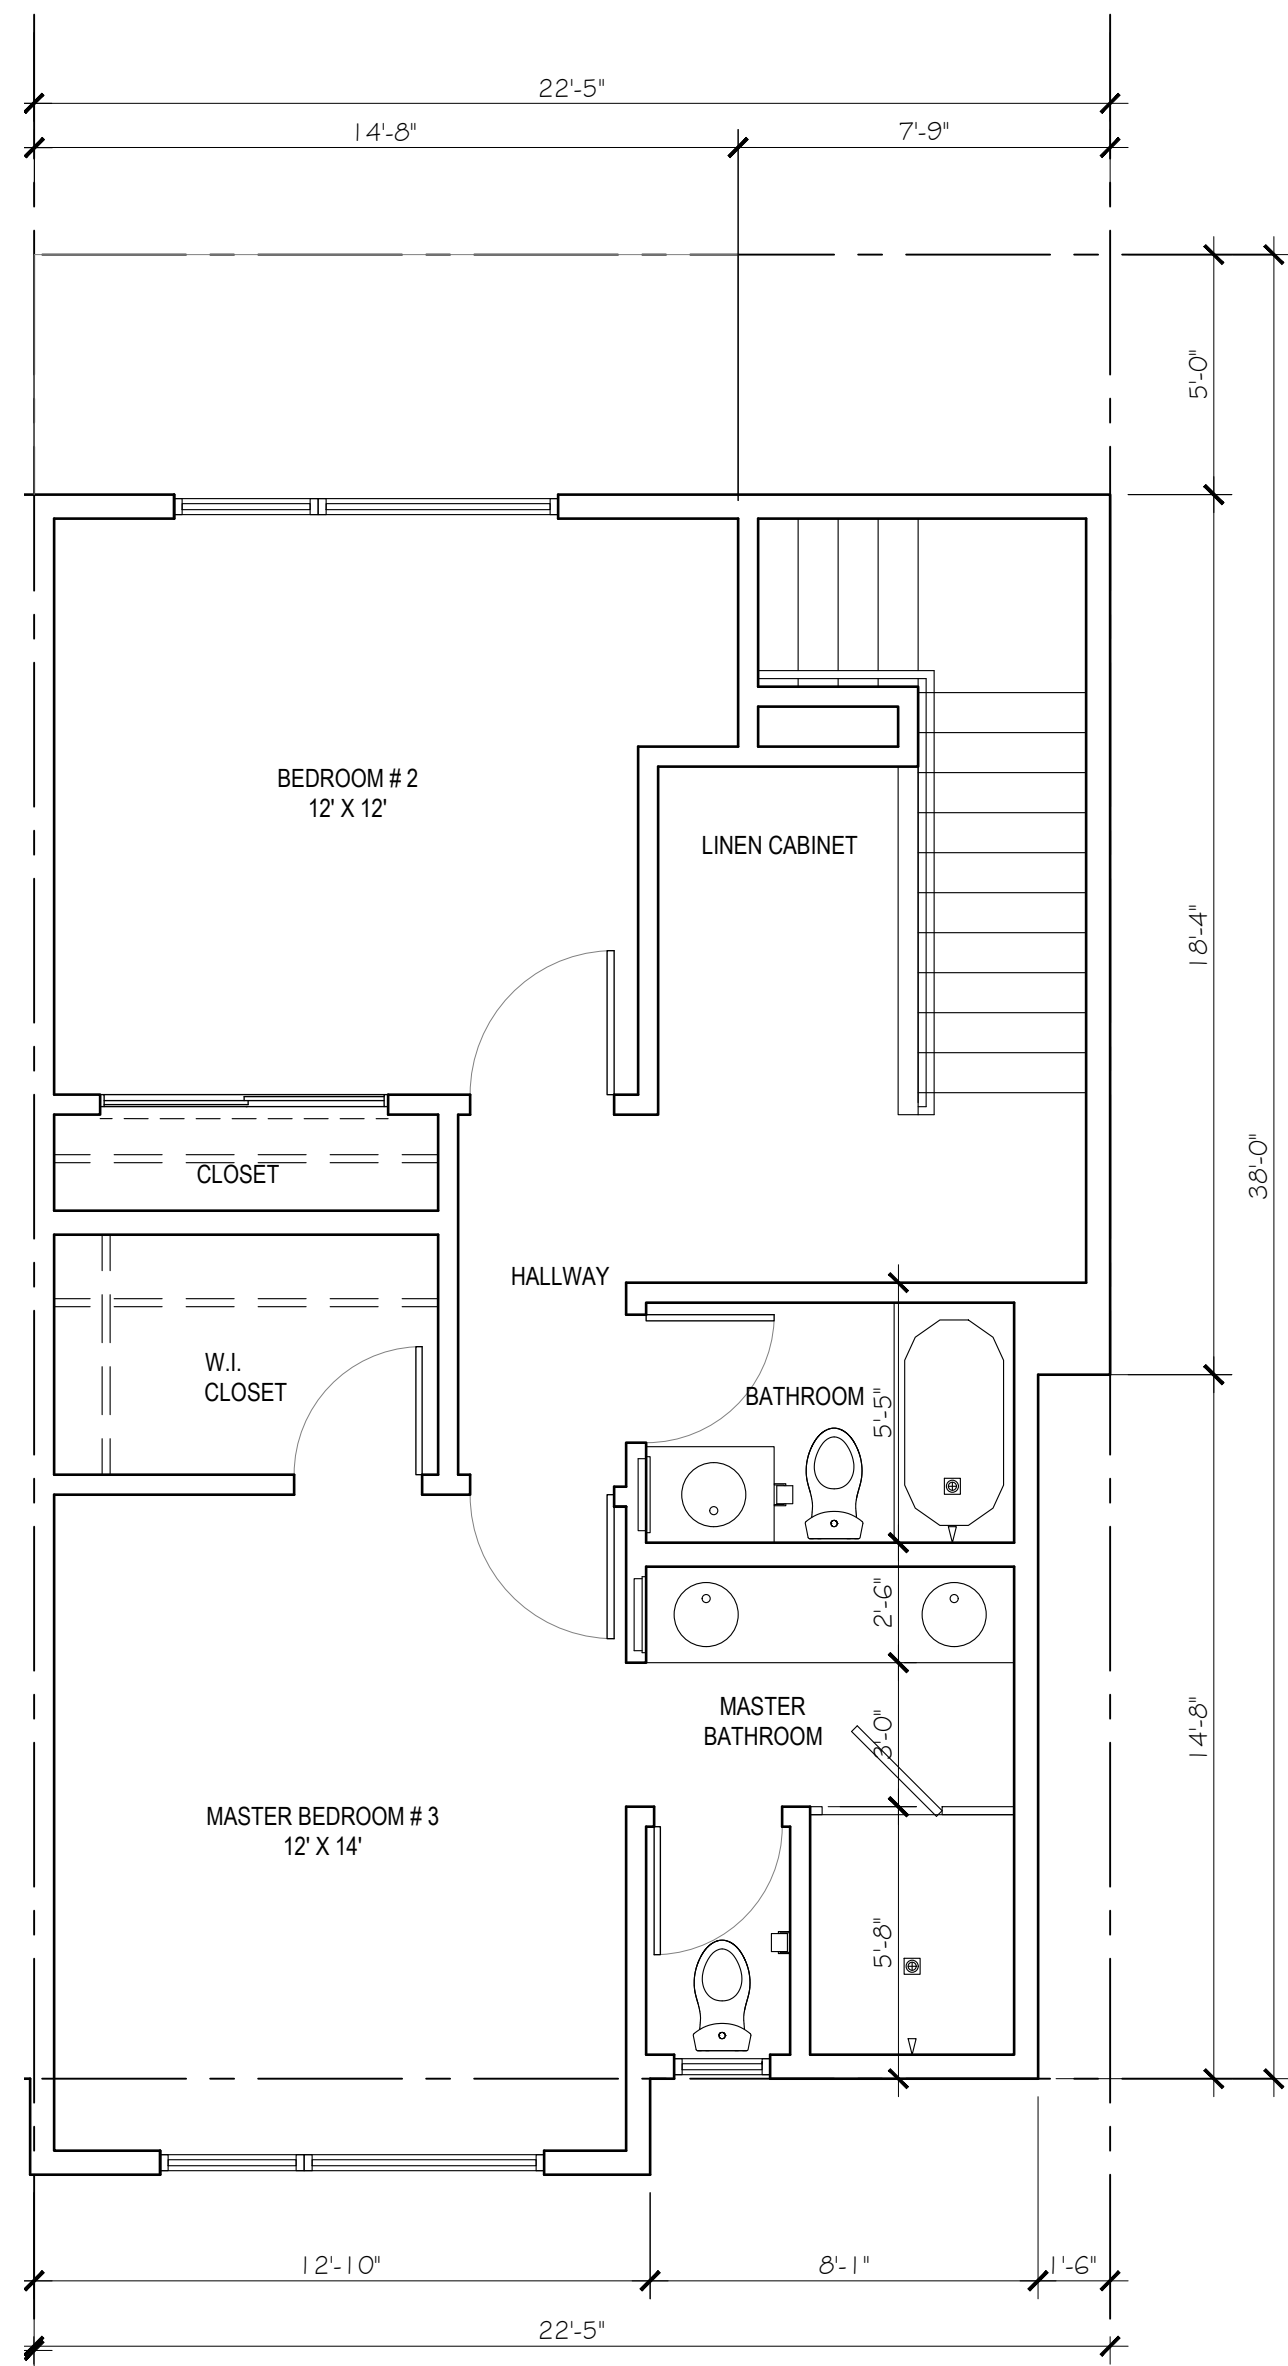 22'-5"
14'-8"
7'-9"
5'-0"
BEDROOM # 2
12' X 12'
LINEN CABINET
18'-4"
38'-0"
CLOSET
HALLWAY
W.I.
CLOSET
BATHROOM
5'-5"
2'-6"
MASTER
BATHROOM
3'-0"
14'-8"
MASTER BEDROOM # 3
12' X 14'
5'-8"
12'-10"
8'-1"
1'-6"
22'-5"